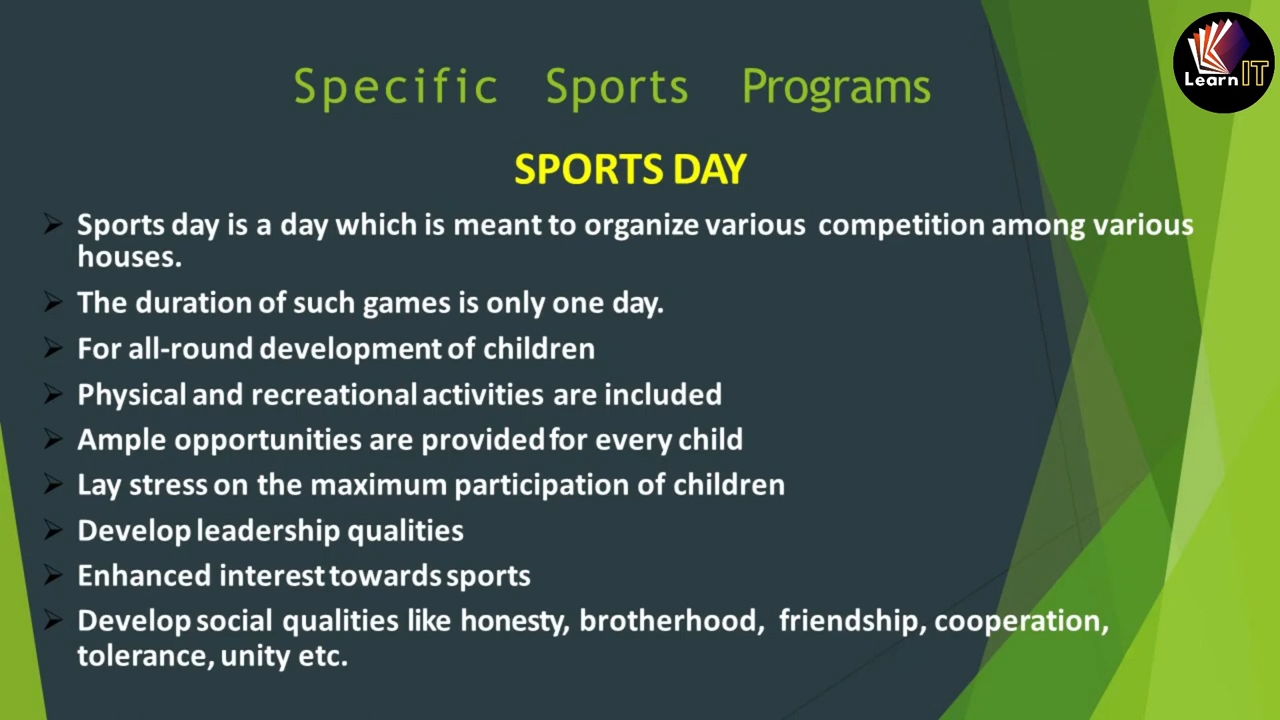 Learn IT
Specific Sports Programs
SPORTS DAY
Sports day is a day which is meant to organize various competition among various
houses.
The duration of such games is only one day.
For all-round development of children
Physical and recreational activities are included
Ample opportunities are provided for every child
Lay stress on the maximum participation of children
Develop leadership qualities
Enhanced interest towards sports
Develop social qualities like honesty, brotherhood, friendship, cooperation,
tolerance, unity etc.